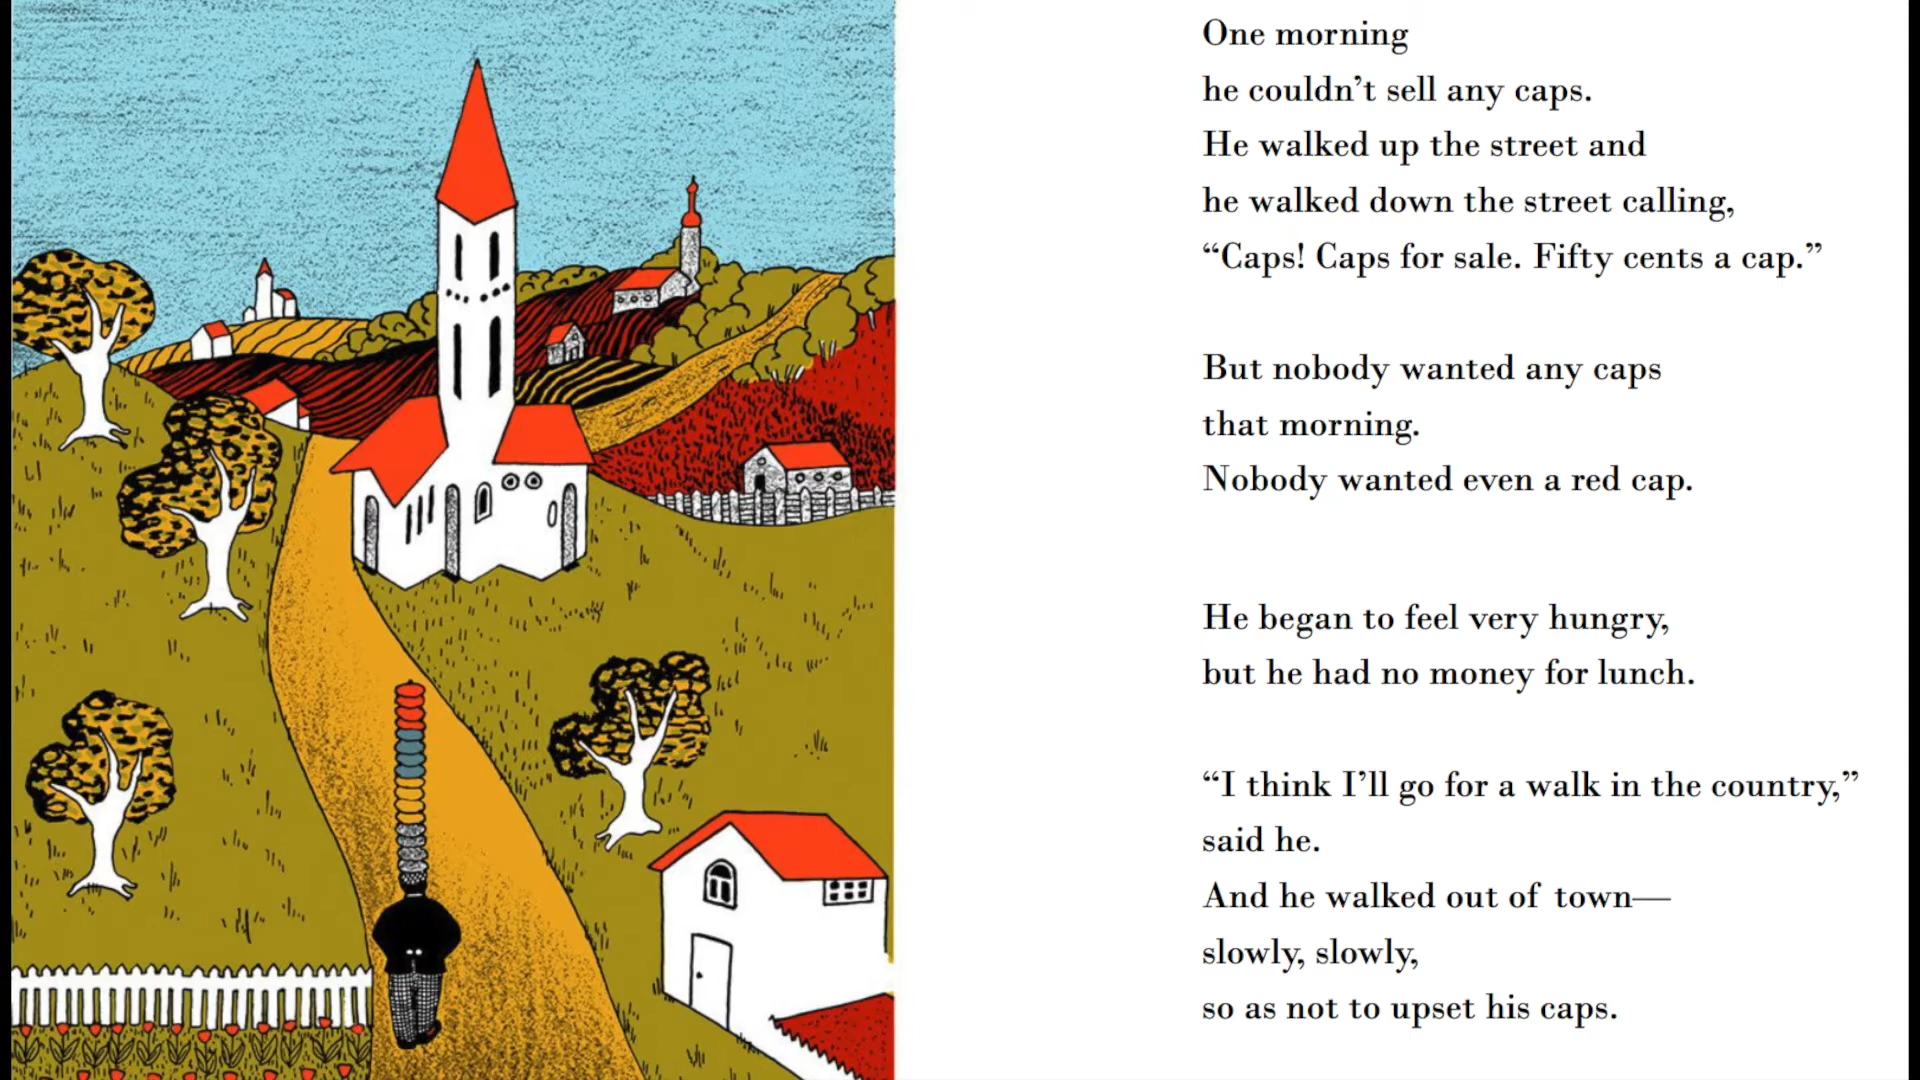 One morning
he couldn’t sell any caps.
He walked up the street and
he walked down the street calling,
“Caps! Caps for sale. Fifty cents a cap.”
But nobody wanted any caps
that morning.
Nobody wanted even a red cap.
He began to feel very hungry,
but he had no money for lunch.
“I think I’ll go for a walk in the country,”
said he.
And he walked out of town—
slowly, slowly,
so as not to upset his caps.